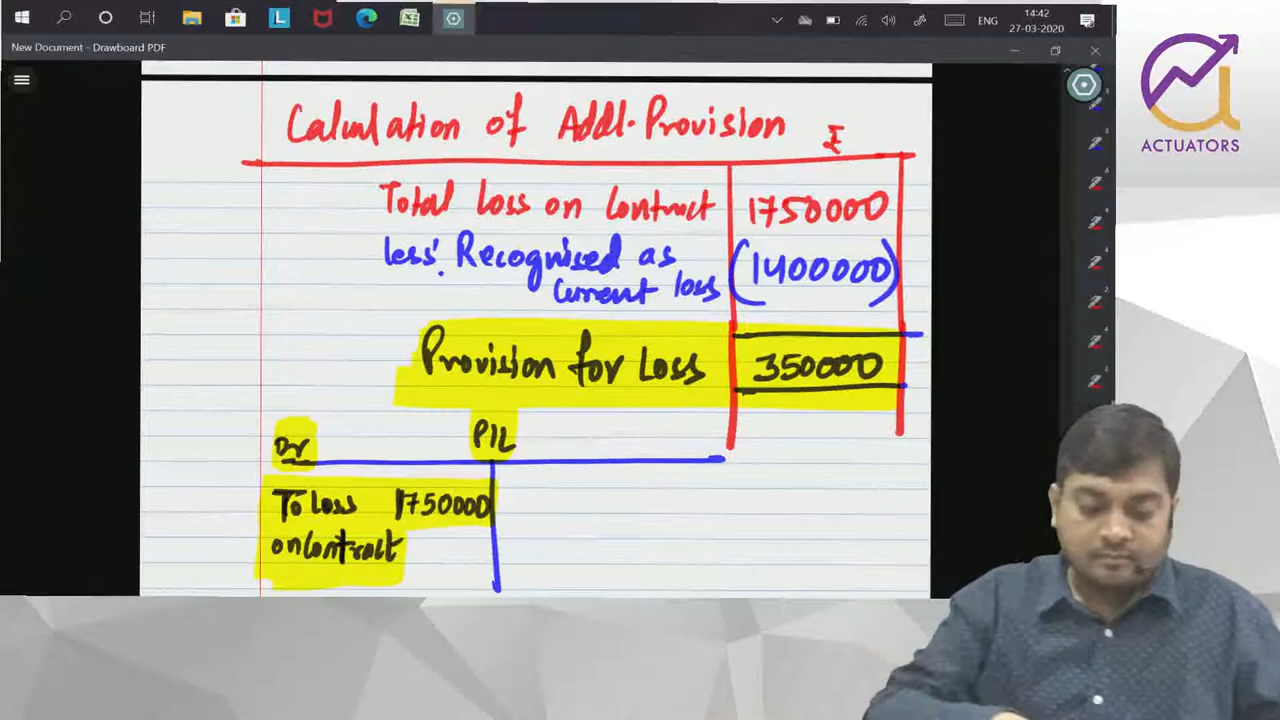 14:42
ENG
27-03-2020
New Document - Drawboard PDF
ACTUATORS
Calculation of Addl. Provision
₹
Total Loss on Contract 1750000
less: Recognised as
Current loss (1400000)
Provision for Loss 350000
Dr P/L
To Loss 1750000
on Contract